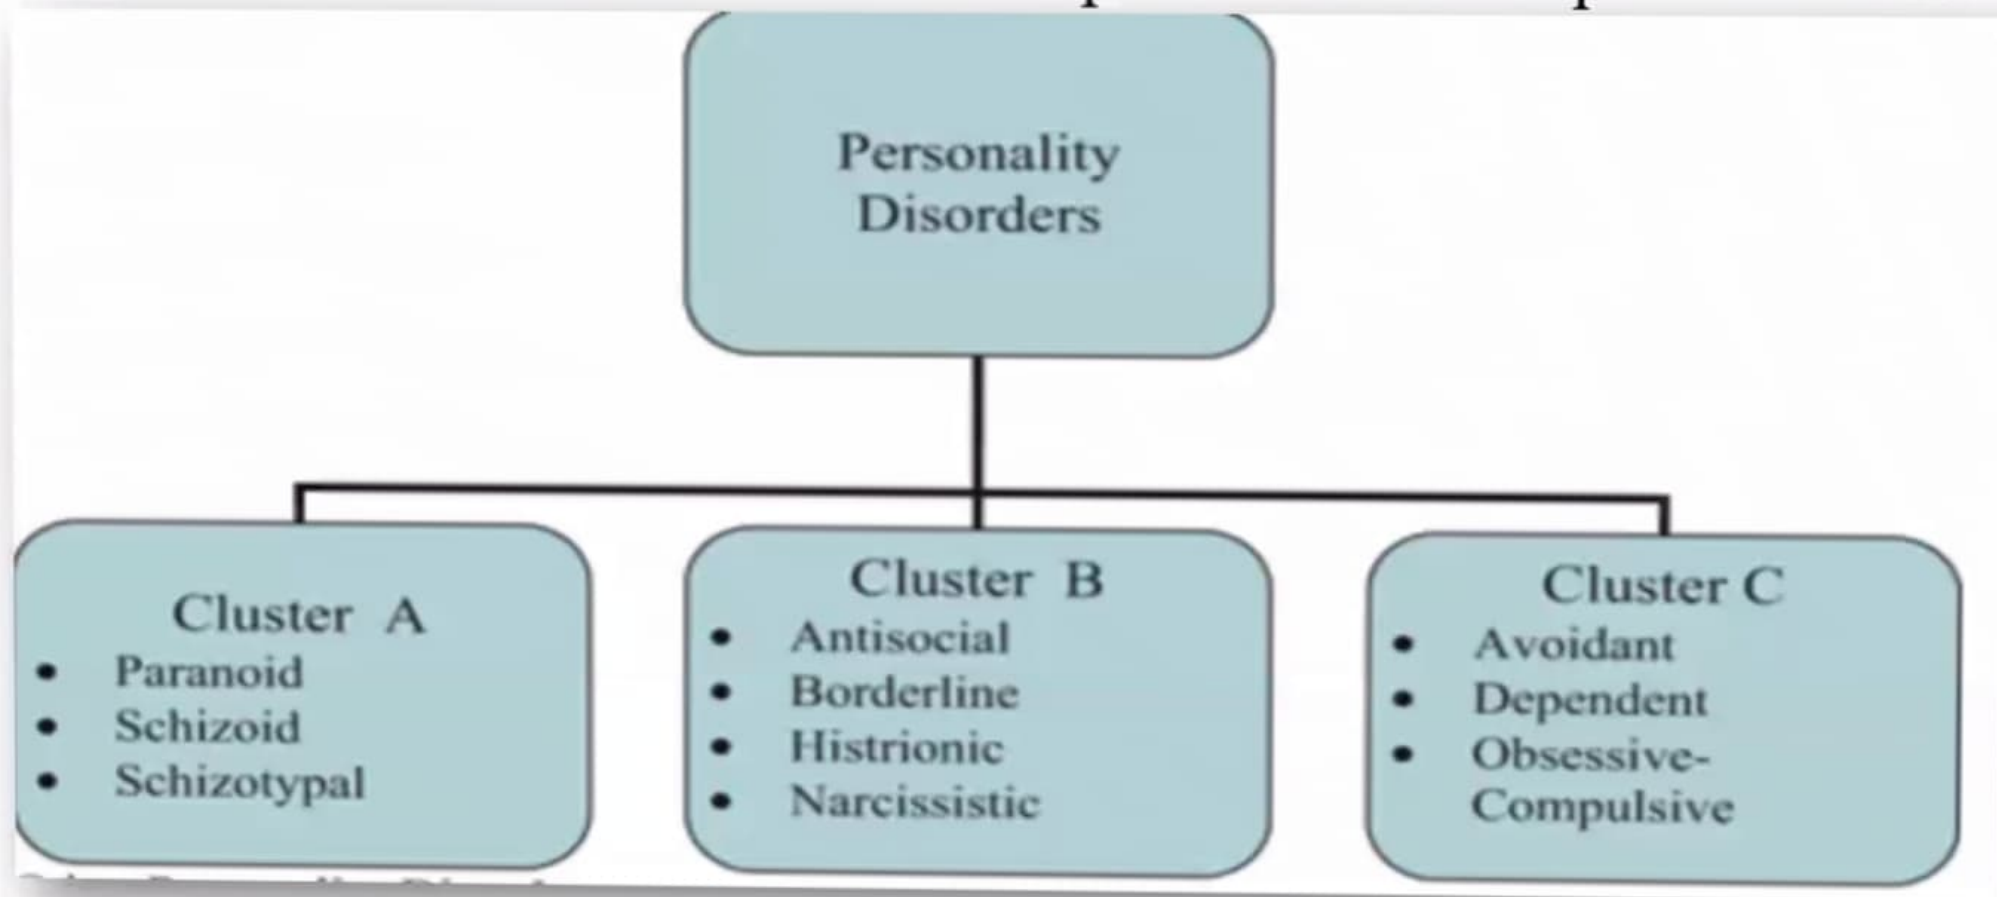 Personality
Disorders
Cluster A
• Paranoid
• Schizoid
• Schizotypal
Cluster B
• Antisocial
• Borderline
• Histrionic
• Narcissistic
Cluster C
• Avoidant
• Dependent
• Obsessive-
Compulsive